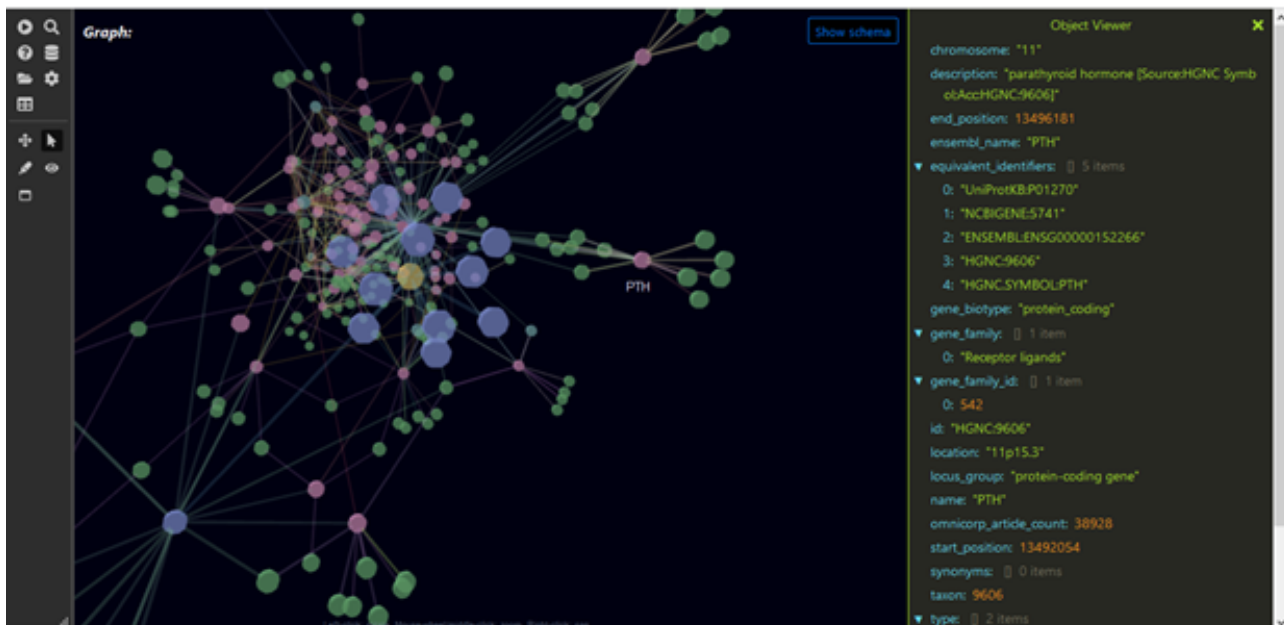 Graph:
Show schema
PTH
Object Viewer
chromosome: "11"
description: "parathyroid hormone [Source:HGNC Symb
ol;Acc:HGNC:9606]"
end_position: 13496181
ensembl_name: "PTH"
equivalent_identifiers: [] 5 items
0: "UniProtKB:P01270"
1: "NCBIGENE:5741"
2: "ENSEMBL:ENSG00000152266"
3: "HGNC:9606"
4: "HGNC.SYMBOL:PTH"
gene_biotype: "protein_coding"
gene_family: [] 1 item
0: "Receptor ligands"
gene_family_id: [] 1 item
0: 542
id: "HGNC:9606"
location: "11p15.3"
locus_group: "protein-coding gene"
name: "PTH"
omnicorp_article_count: 38928
start_position: 13492054
synonyms: [] 0 items
taxon: 9606
type: [] 2 items